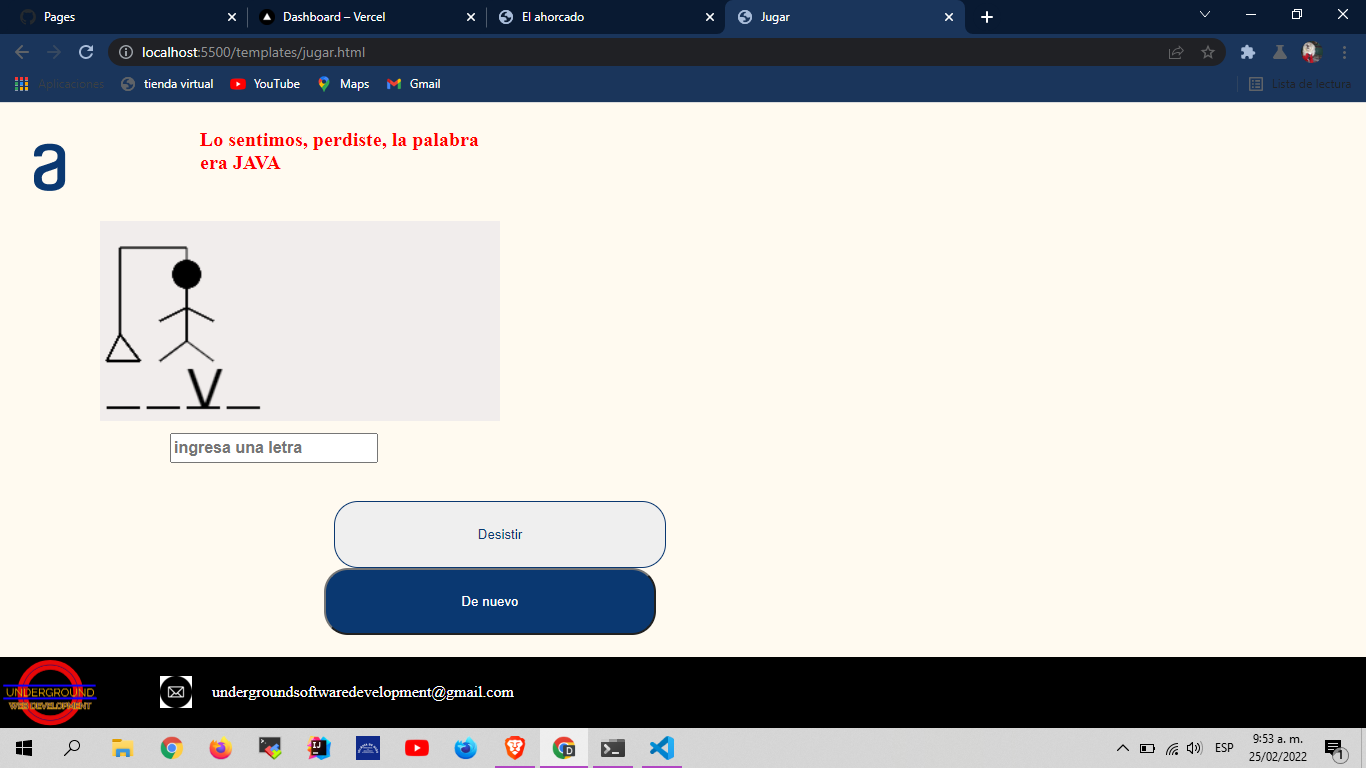 Pages
Dashboard – Vercel
El ahorcado
Jugar
localhost:5500/templates/jugar.html
Aplicaciones
tienda virtual
YouTube
Maps
Gmail
Lista de lectura
a
Lo sentimos, perdiste, la palabra
era JAVA
_ _ V _
ingresa una letra
Desistir
De nuevo
UNDERGROUND
WEB DEVELOPMENT
undergroundsoftwaredevelopment@gmail.com
ESP
9:53 a. m.
25/02/2022
1